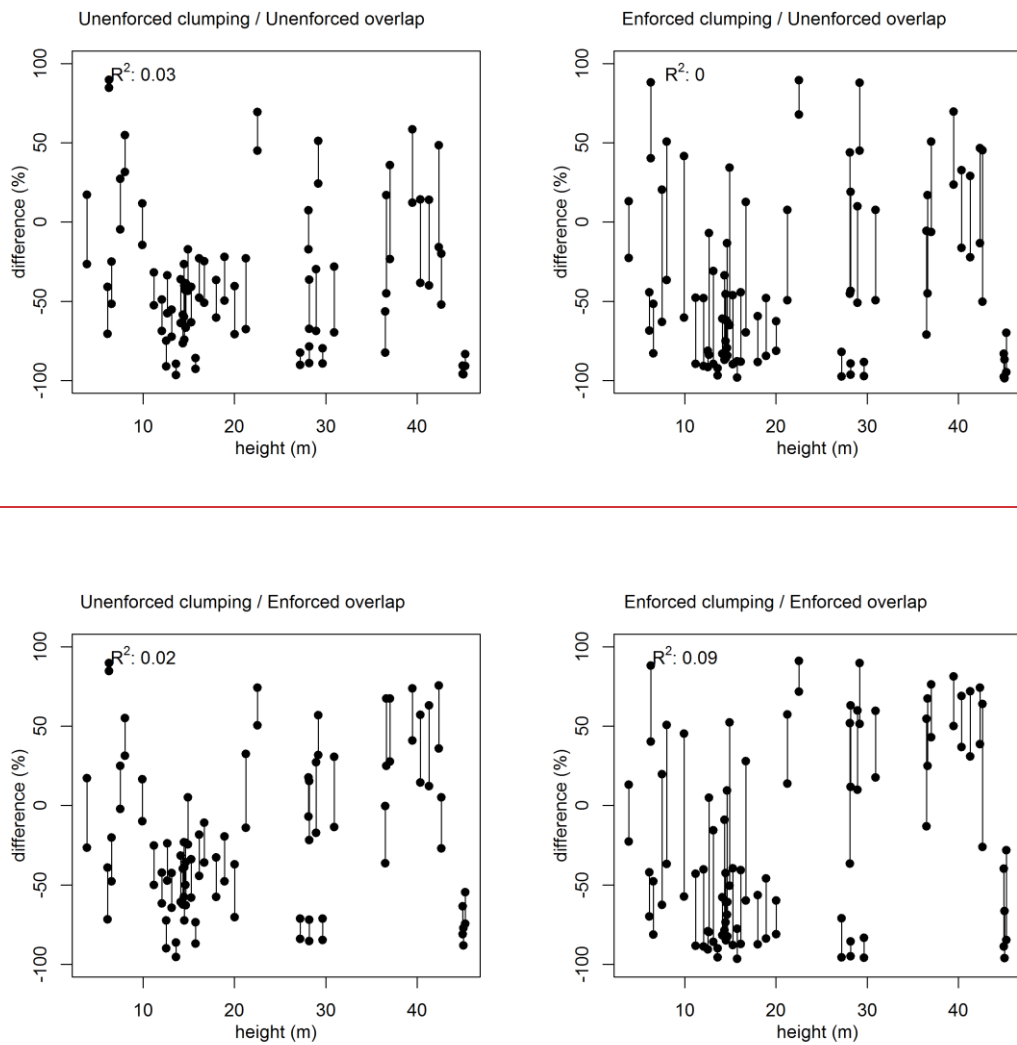 Unenforced clumping / Unenforced overlap
R²: 0.03
100
50
0
-50
-100
difference (%)
10 20 30 40
height (m)
Enforced clumping / Unenforced overlap
R²: 0
100
50
0
-50
-100
difference (%)
10 20 30 40
height (m)
Unenforced clumping / Enforced overlap
R²: 0.02
100
50
0
-50
-100
difference (%)
10 20 30 40
height (m)
Enforced clumping / Enforced overlap
R²: 0.09
100
50
0
-50
-100
difference (%)
10 20 30 40
height (m)